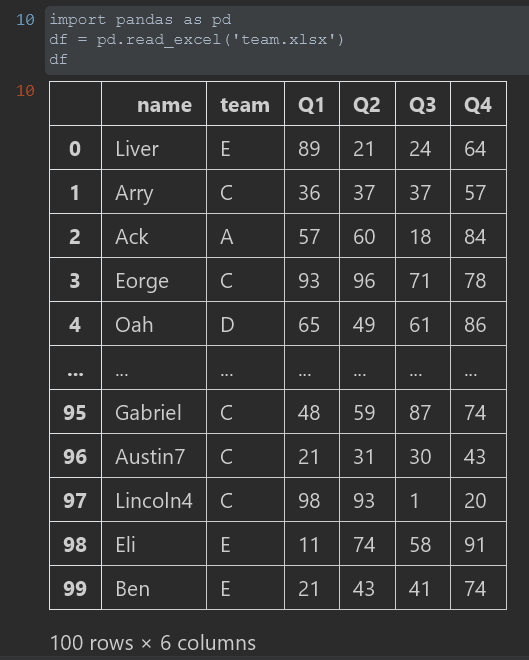 10 import pandas as pd
df = pd.read_excel('team.xlsx')
df
10
name team Q1 Q2 Q3 Q4
0 Liver E 89 21 24 64
1 Arry C 36 37 37 57
2 Ack A 57 60 18 84
3 Eorge C 93 96 71 78
4 Oah D 65 49 61 86
... ... ... ... ... ... ...
95 Gabriel C 48 59 87 74
96 Austin7 C 21 31 30 43
97 Lincoln4 C 98 93 1 20
98 Eli E 11 74 58 91
99 Ben E 21 43 41 74
100 rows × 6 columns